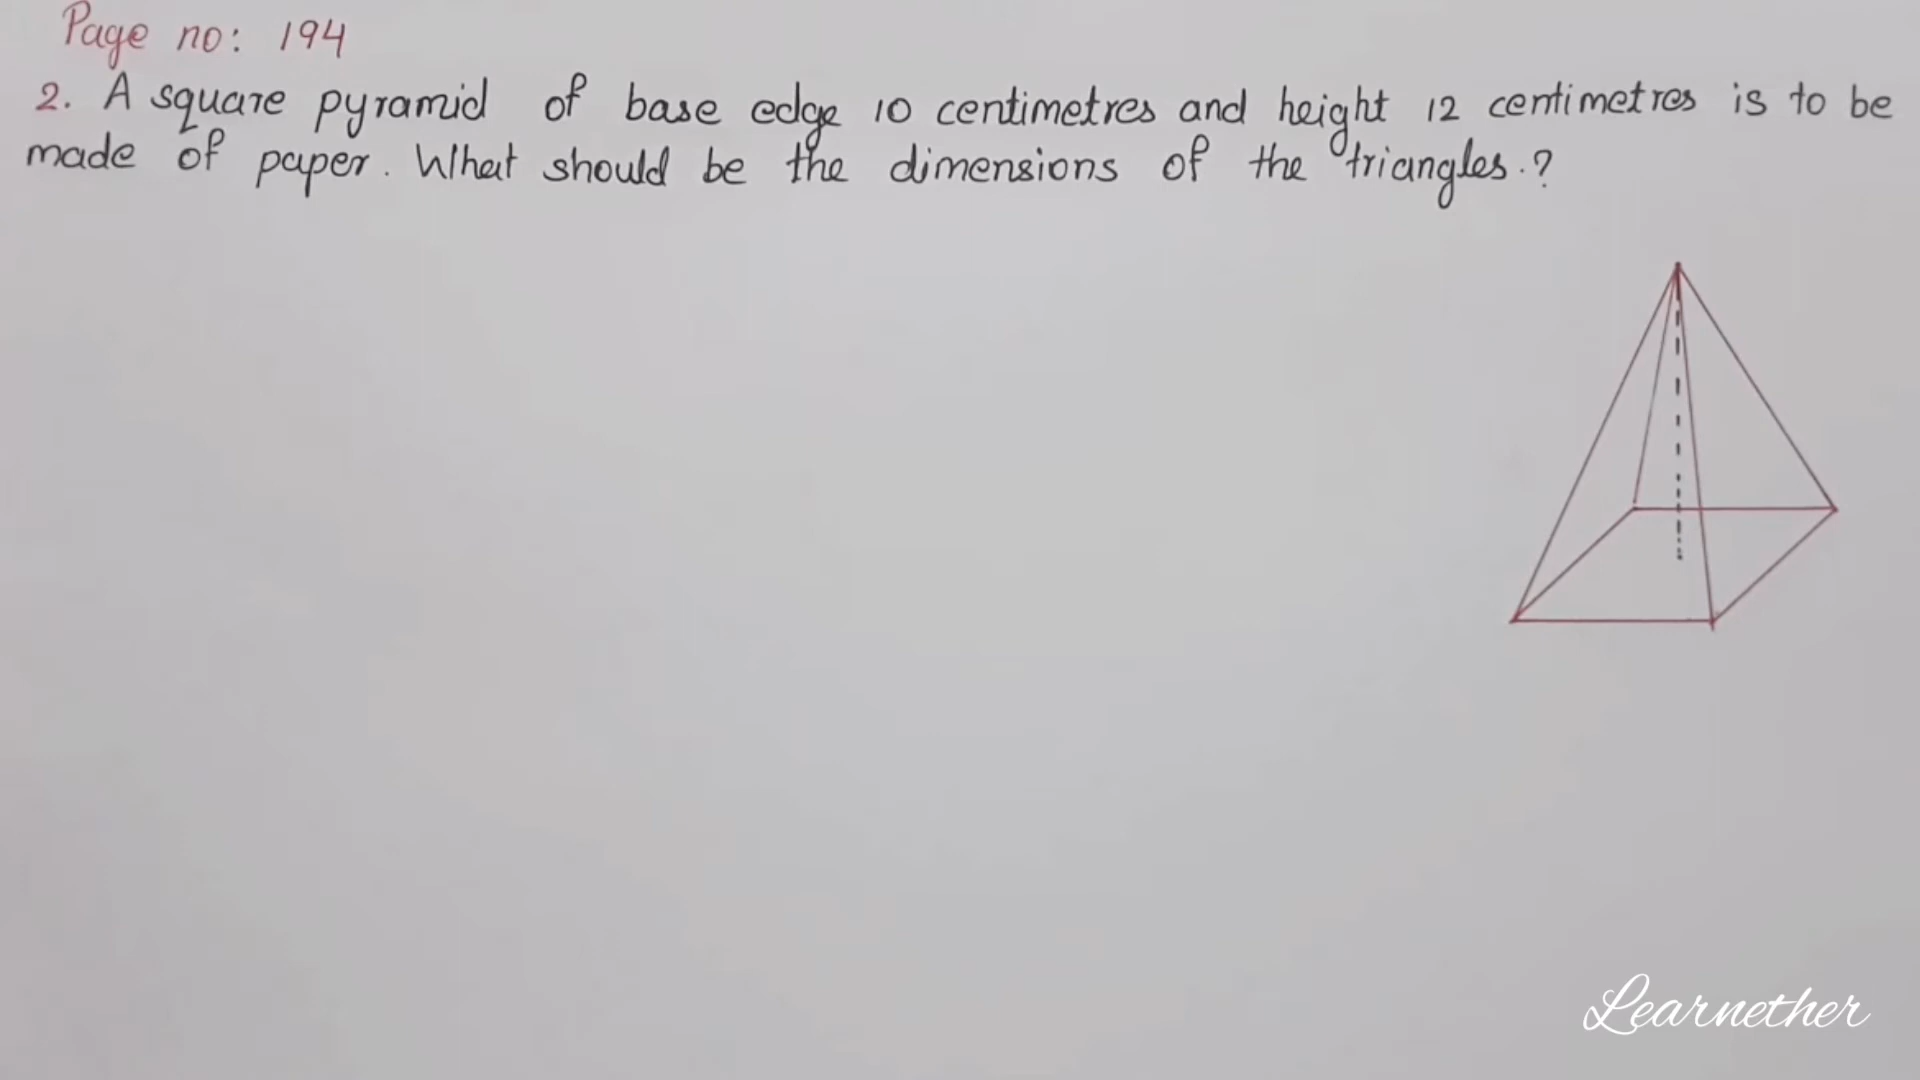 Page no: 194
2. A square pyramid of base edge 10 centimetres and height 12 centimetres is to be
made of paper. What should be the dimensions of the triangles.?
Learnether